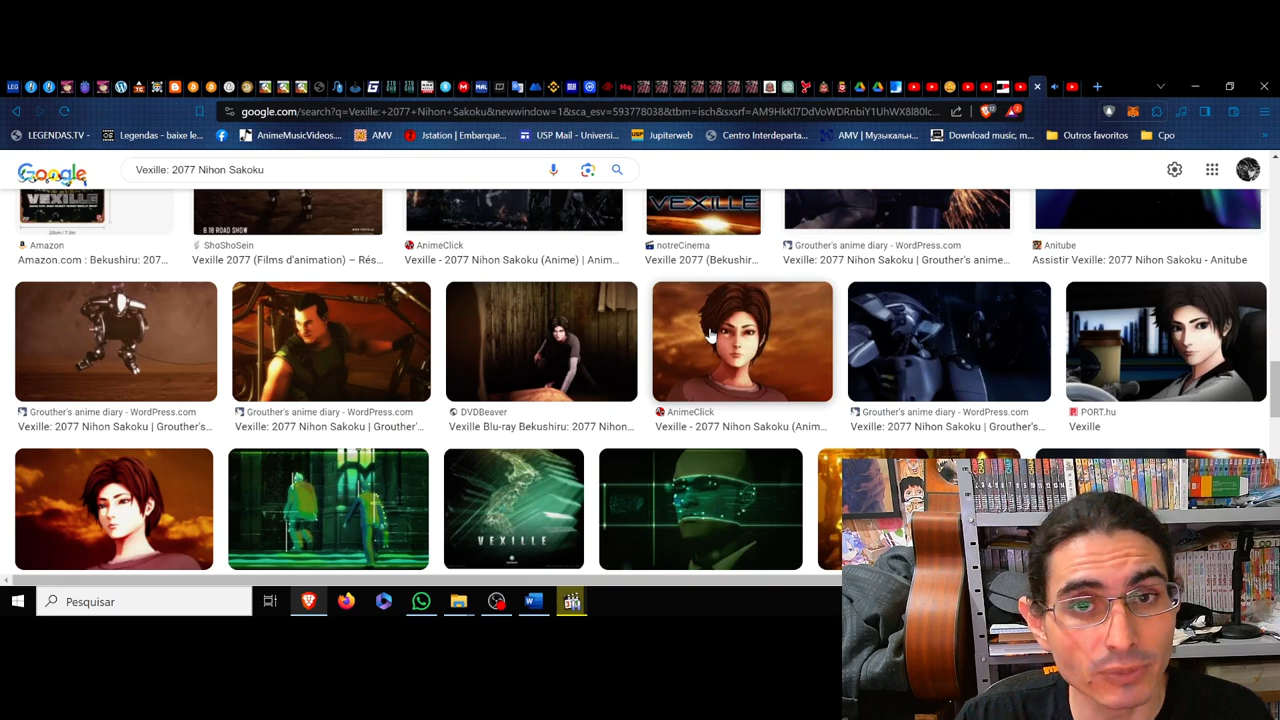 google.com/search?q=Vexille:+2077+Nihon+Sakoku&newwindow=1&sca_esv=593778038&tbm=isch&sxsrf=AM9HkKl7DdVoWDRnbiY1UhWX8l80lc...
LEGENDAS.TV - Legendas - baixe le... AnimeMusicVideos.... AMV Jstation | Embarque... USP Mail - Universi... Jupiterweb Centro Interdeparta... AMV | Музыкальн... Download music, m... Outros favoritos Cpo
Google Vexille: 2077 Nihon Sakoku
VEXILLE 8.18 ROAD SHOW VEXILLE
Amazon ShoShoSein AnimeClick notreCinema Grouther's anime diary - WordPress.com Anitube
Amazon.com : Bekushiru: 207... Vexille 2077 (Films d'animation) – Rés... Vexille - 2077 Nihon Sakoku (Anime) | Anim... Vexille 2077 (Bekushir... Vexille: 2077 Nihon Sakoku | Grouther's anime... Assistir Vexille: 2077 Nihon Sakoku - Anitube
Grouther's anime diary - WordPress.com Grouther's anime diary - WordPress.com DVDBeaver AnimeClick Grouther's anime diary - WordPress.com PORT.hu
Vexille: 2077 Nihon Sakoku | Grouther's... Vexille: 2077 Nihon Sakoku | Grouther'... Vexille Blu-ray Bekushiru: 2077 Nihon... Vexille - 2077 Nihon Sakoku (Anim... Vexille: 2077 Nihon Sakoku | Grouther's... Vexille
VEXILLE
Pesquisar